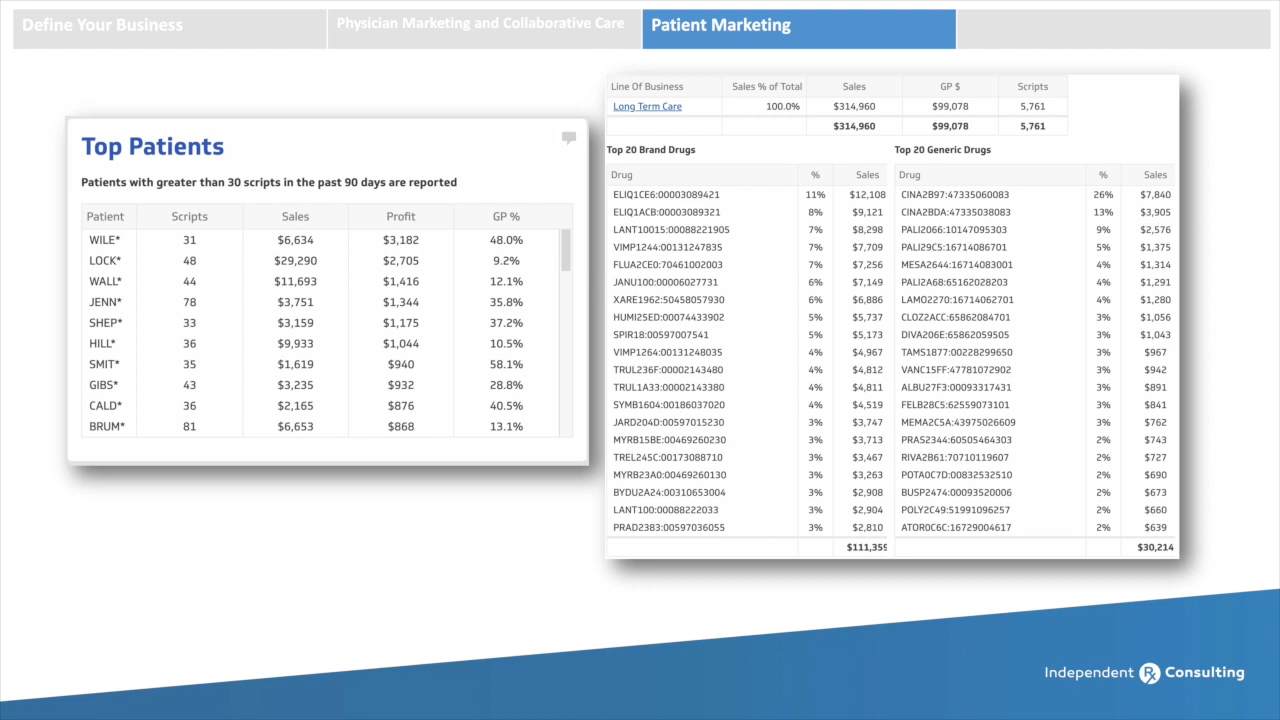 Define Your Business
Physician Marketing and Collaborative Care
Patient Marketing
Top Patients
Patients with greater than 30 scripts in the past 90 days are reported
Patient Scripts Sales Profit GP %
WILE* 31 $6,634 $3,182 48.0%
LOCK* 48 $29,290 $2,705 9.2%
WALL* 44 $11,693 $1,416 12.1%
JENN* 78 $3,751 $1,344 35.8%
SHEP* 33 $3,159 $1,175 37.2%
HILL* 36 $9,933 $1,044 10.5%
SMIT* 35 $1,619 $940 58.1%
GIBS* 43 $3,235 $932 28.8%
CALD* 36 $2,165 $876 40.5%
BRUM* 81 $6,653 $868 13.1%
Line Of Business Sales % of Total Sales GP $ Scripts
Long Term Care 100.0% $314,960 $99,078 5,761
$314,960 $99,078 5,761
Top 20 Brand Drugs
Drug % Sales
ELIQ1CE6:00003089421 11% $12,108
ELIQ1ACB:00003089321 8% $9,121
LANT10015:00088221905 7% $8,298
VIMP1244:00131247835 7% $7,709
FLUA2CE0:70461002003 7% $7,256
JANU100:00006027731 6% $7,149
XARE1962:50458057930 6% $6,886
HUMI25ED:00074433902 5% $5,737
SPIR18:00597007541 5% $5,173
VIMP1264:00131248035 4% $4,967
TRUL236F:00002143480 4% $4,812
TRUL1A33:00002143380 4% $4,811
SYMB1604:00186037020 4% $4,519
JARD204D:00597015230 3% $3,747
MYRB15BE:00469260230 3% $3,713
TREL245C:00173088710 3% $3,467
MYRB23A0:00469260130 3% $3,263
BYDU2A24:00310653004 3% $2,908
LANT100:00088222033 3% $2,904
PRAD2383:00597036055 3% $2,810
$111,359
Top 20 Generic Drugs
Drug % Sales
CINA2B97:47335060083 26% $7,840
CINA2BDA:47335038083 13% $3,905
PALI2066:10147095303 9% $2,576
PALI29C5:16714086701 5% $1,375
MESA2644:16714083001 4% $1,314
PALI2A68:65162028203 4% $1,291
LAMO2270:16714062701 4% $1,280
CLOZ2ACC:65862084701 3% $1,056
DIVA206E:65862059505 3% $1,043
TAMS1877:00228299650 3% $967
VANC15FF:47781072902 3% $942
ALBU27F3:00093317431 3% $891
FELB28C5:62559073101 3% $841
MEMA2C5A:43975026609 3% $762
PRAS2344:60505464303 2% $743
RIVA2B61:70710119607 2% $727
POTA0C7D:00832532510 2% $690
BUSP2474:00093520006 2% $673
POLY2C49:51991096257 2% $660
ATOR0C6C:16729004617 2% $639
$30,214
Independent Rx Consulting